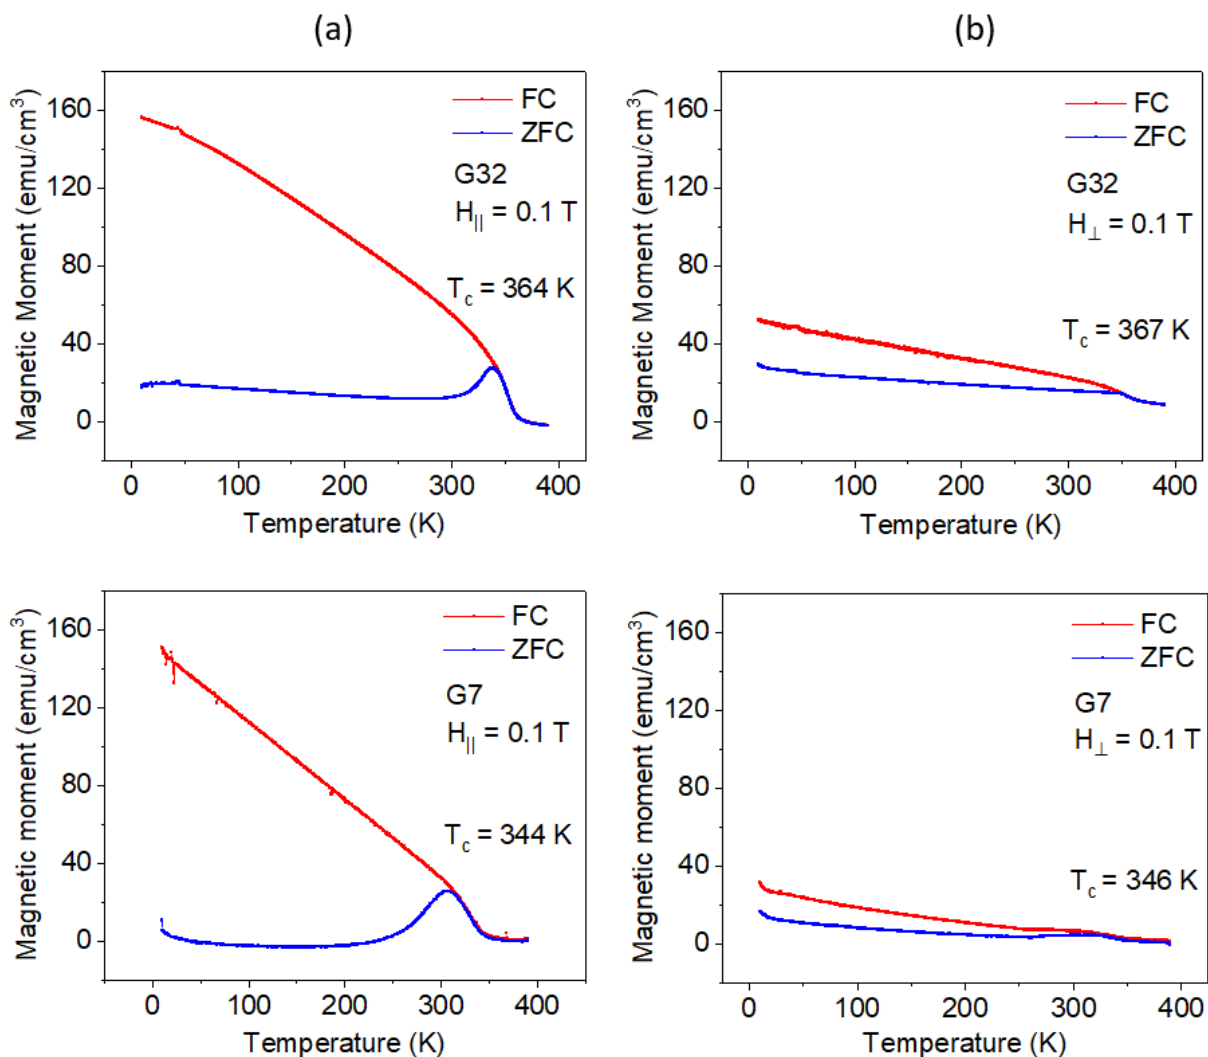 (a)
(b)
Magnetic Moment (emu/cm³)
160
120
80
40
0
FC
ZFC
G32
H|| = 0.1 T
Tc = 364 K
0 100 200 300 400
Temperature (K)
Magnetic Moment (emu/cm³)
160
120
80
40
0
FC
ZFC
G32
H⊥ = 0.1 T
Tc = 367 K
0 100 200 300 400
Temperature (K)
Magnetic moment (emu/cm³)
160
120
80
40
0
FC
ZFC
G7
H|| = 0.1 T
Tc = 344 K
0 100 200 300 400
Temperature (K)
Magnetic moment (emu/cm³)
160
120
80
40
0
FC
ZFC
G7
H⊥ = 0.1 T
Tc = 346 K
0 100 200 300 400
Temperature (K)